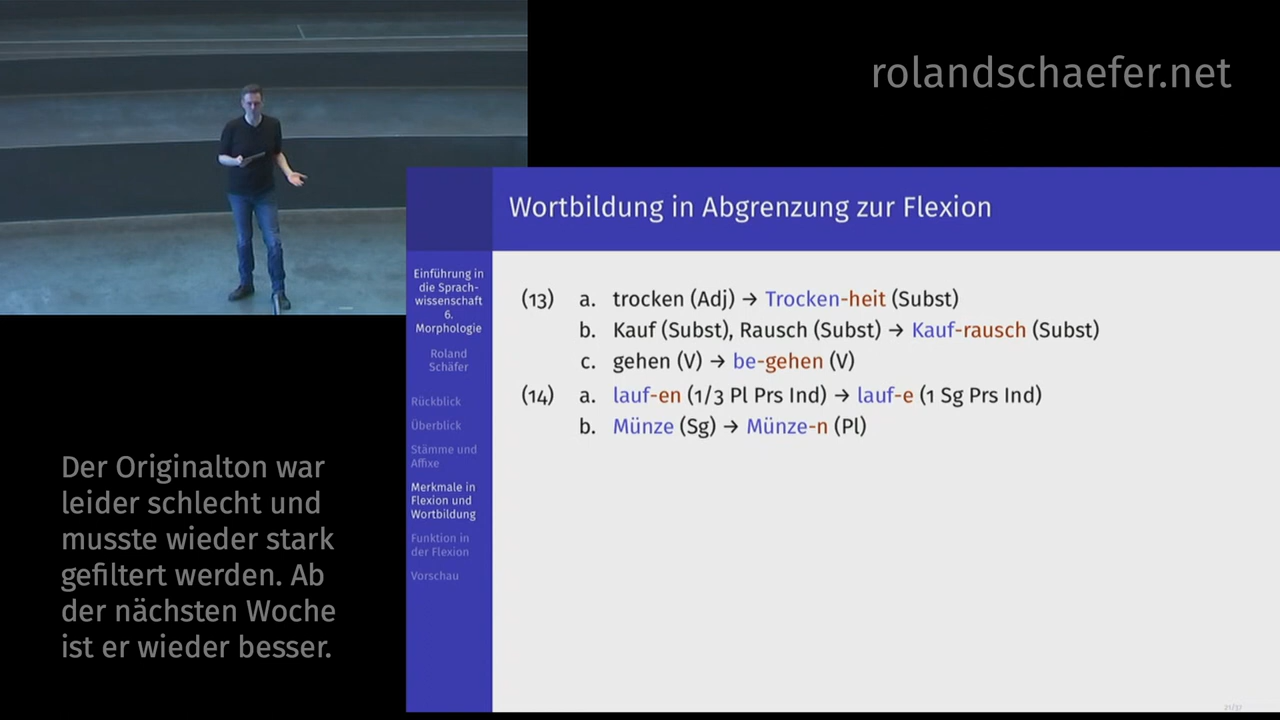 rolandschaefer.net
Wortbildung in Abgrenzung zur Flexion
Einführung in
die Sprach-
wissenschaft
6.
Morphologie
Roland
Schäfer
Rückblick
Überblick
Stämme und
Affixe
Merkmale in
Flexion und
Wortbildung
Funktion in
der Flexion
Vorschau
(13) a. trocken (Adj) → Trocken-heit (Subst)
b. Kauf (Subst), Rausch (Subst) → Kauf-rausch (Subst)
c. gehen (V) → be-gehen (V)
(14) a. lauf-en (1/3 Pl Prs Ind) → lauf-e (1 Sg Prs Ind)
b. Münze (Sg) → Münze-n (Pl)
Der Originalton war
leider schlecht und
musste wieder stark
gefiltert werden. Ab
der nächsten Woche
ist er wieder besser.
21/37